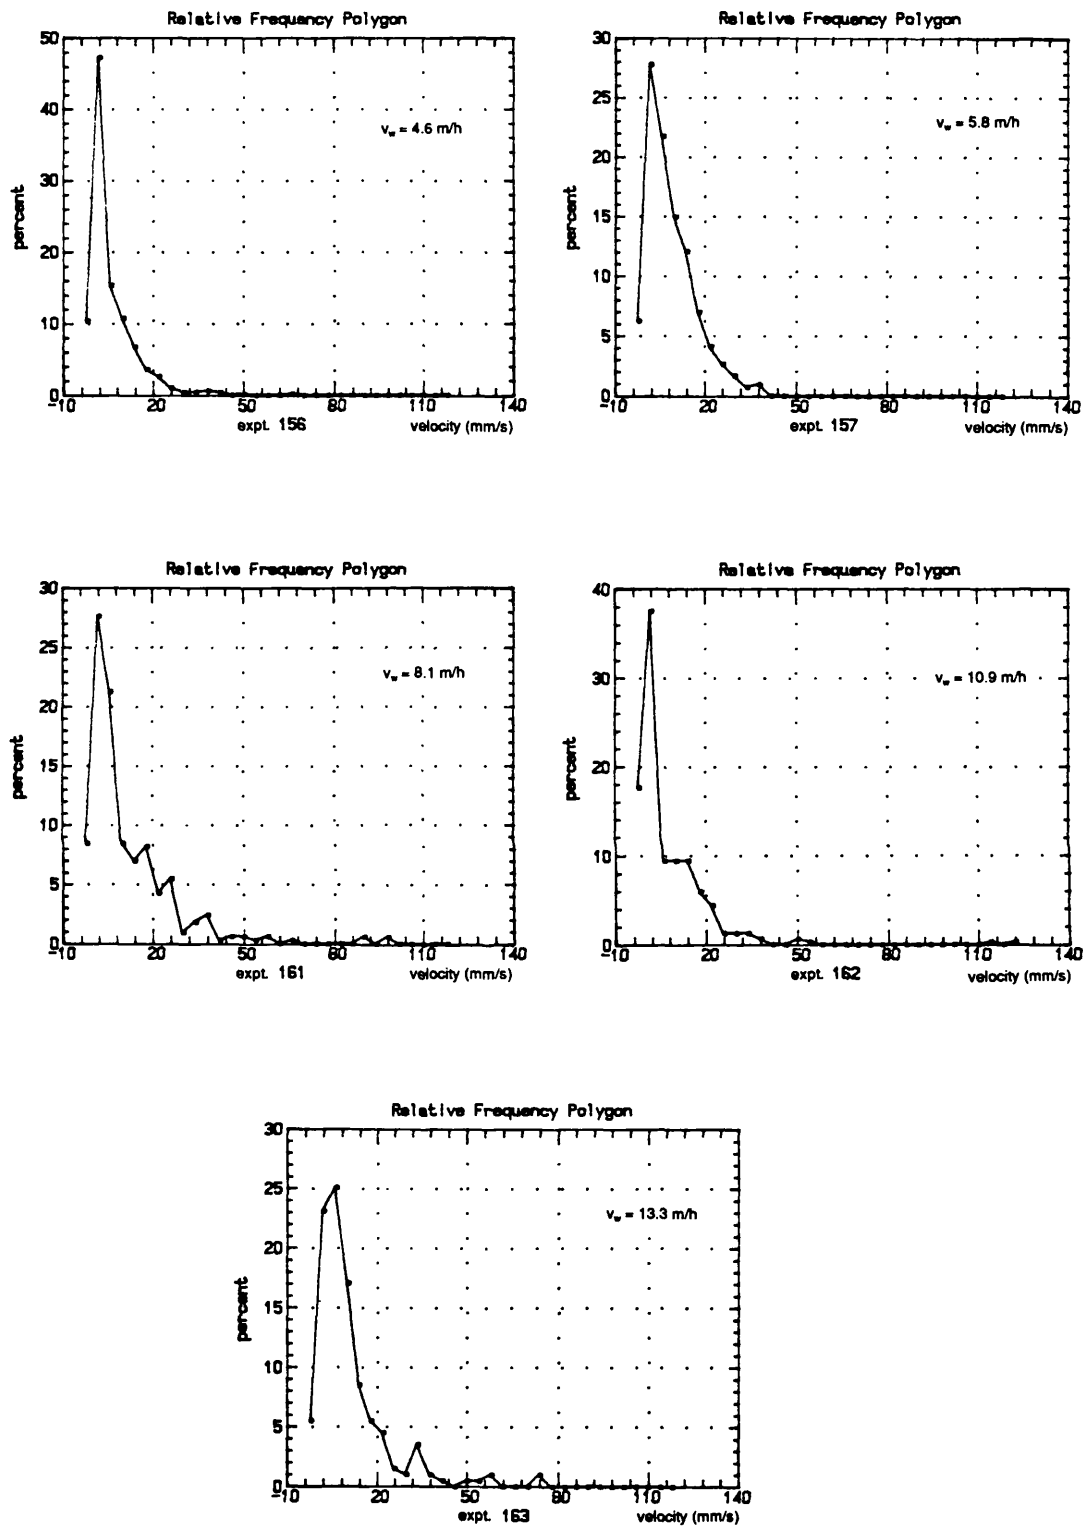 Relative Frequency Polygon
50
40
30
20
10
0
percent
v_w = 4.6 m/h
-10 20 50 80 110 140
expt. 156 velocity (mm/s)
Relative Frequency Polygon
30
25
20
15
10
5
0
percent
v_w = 5.8 m/h
-10 20 50 80 110 140
expt. 157 velocity (mm/s)
Relative Frequency Polygon
30
25
20
15
10
5
0
percent
v_w = 8.1 m/h
-10 20 50 80 110 140
expt. 161 velocity (mm/s)
Relative Frequency Polygon
40
30
20
10
0
percent
v_w = 10.9 m/h
-10 20 50 80 110 140
expt. 162 velocity (mm/s)
Relative Frequency Polygon
30
25
20
15
10
5
0
percent
v_w = 13.3 m/h
-10 20 50 80 110 140
expt. 163 velocity (mm/s)